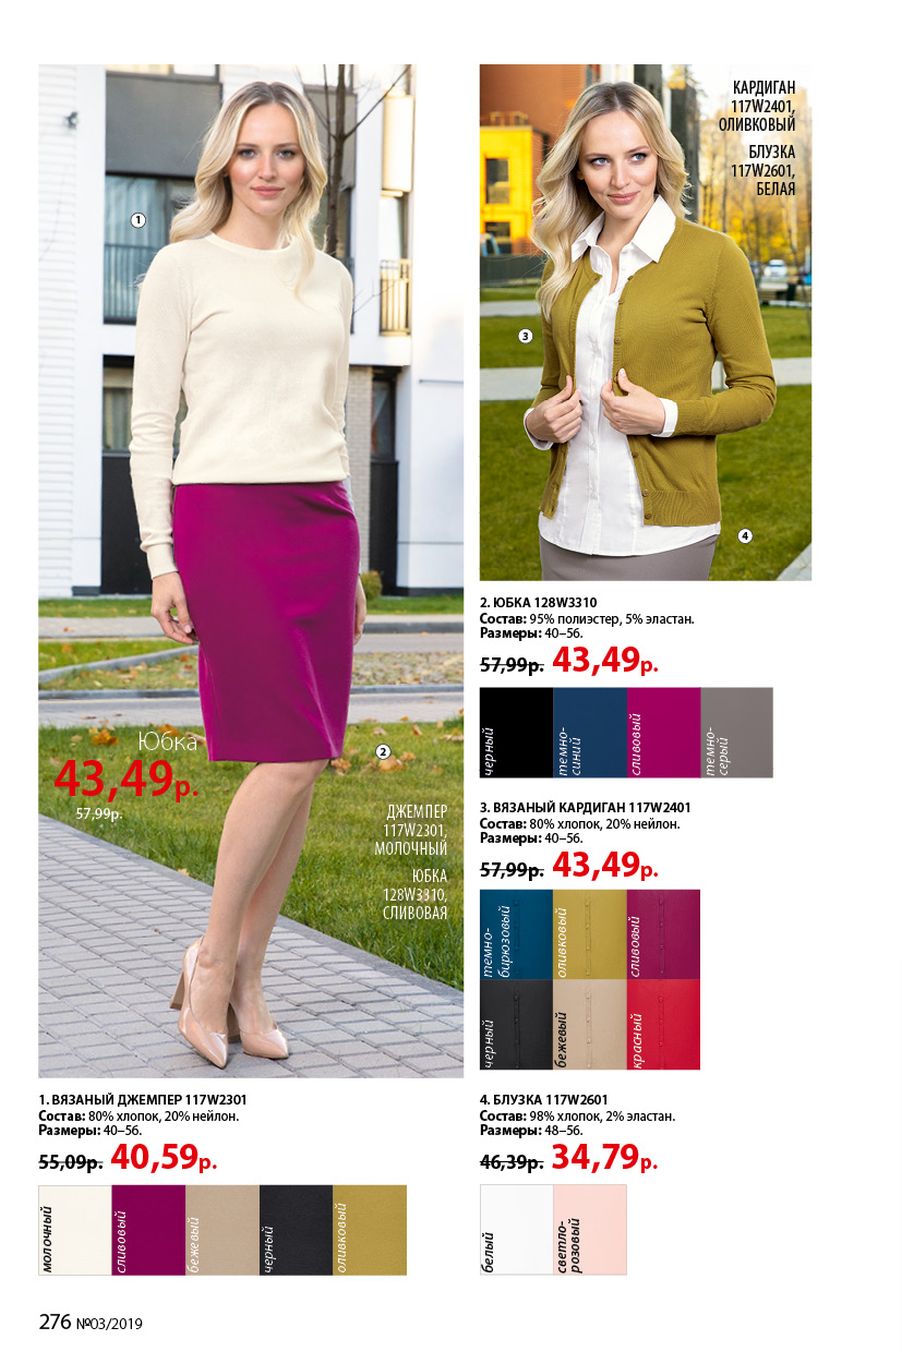 1
Юбка
43,49р.
57,99р.
2
ДЖЕМПЕР
117W2301,
МОЛОЧНЫЙ
ЮБКА
128W3310,
СЛИВОВАЯ
1. ВЯЗАНЫЙ ДЖЕМПЕР 117W2301
Состав: 80% хлопок, 20% нейлон.
Размеры: 40–56.
55,09р. 40,59р.
молочный
сливовый
бежевый
черный
оливковый
КАРДИГАН
117W2401,
ОЛИВКОВЫЙ
БЛУЗКА
117W2601,
БЕЛАЯ
3
4
2. ЮБКА 128W3310
Состав: 95% полиэстер, 5% эластан.
Размеры: 40–56.
57,99р. 43,49р.
черный
темно-
синий
сливовый
темно-
серый
3. ВЯЗАНЫЙ КАРДИГАН 117W2401
Состав: 80% хлопок, 20% нейлон.
Размеры: 40–56.
57,99р. 43,49р.
темно-
бирюзовый
оливковый
сливовый
черный
бежевый
красный
4. БЛУЗКА 117W2601
Состав: 98% хлопок, 2% эластан.
Размеры: 48–56.
46,39р. 34,79р.
белый
светло-
розовый
276 №03/2019